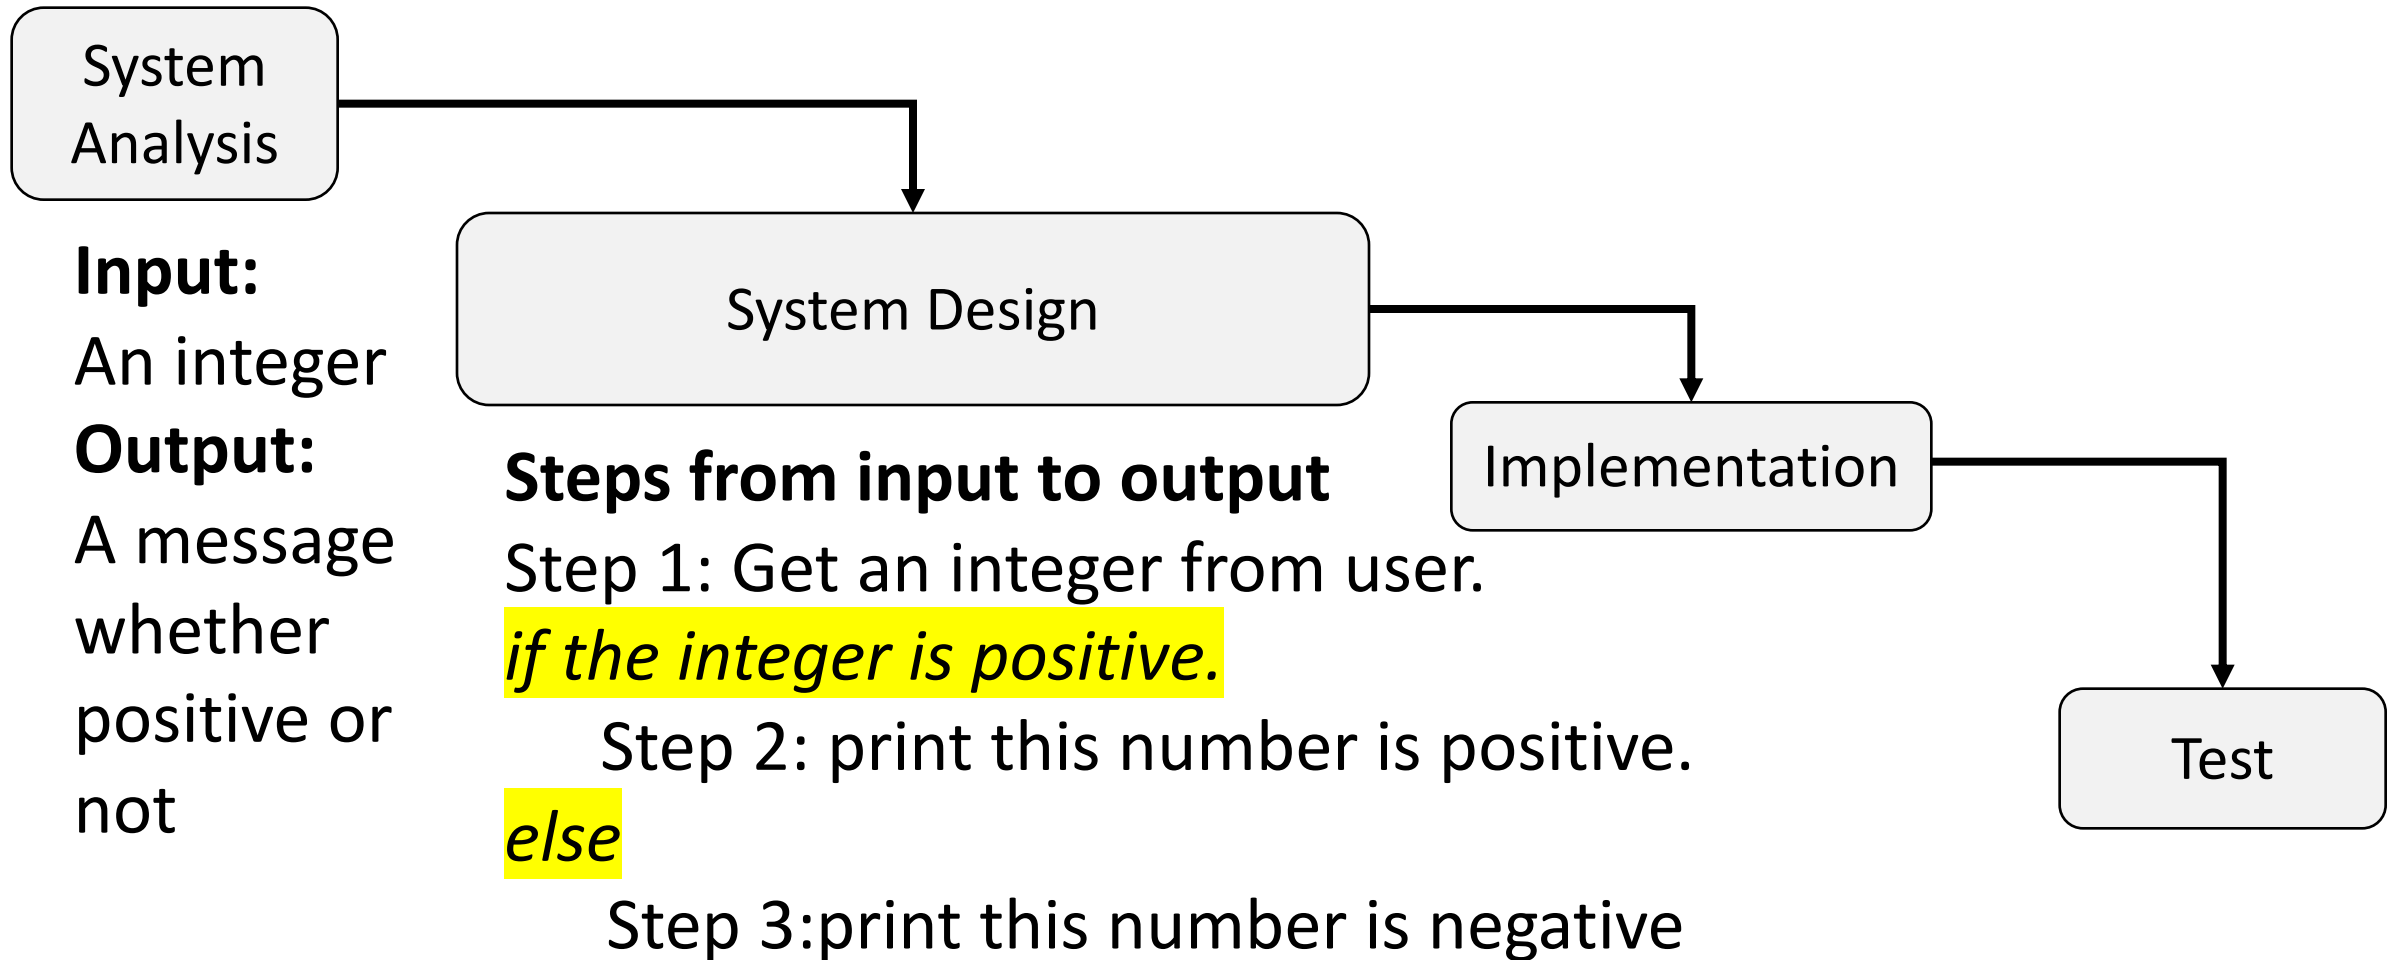 System
Analysis
Input:
An integer
Output:
A message
whether
positive or
not
System Design
Steps from input to output
Step 1: Get an integer from user.
if the integer is positive.
Step 2: print this number is positive.
else
Step 3:print this number is negative
Implementation
Test